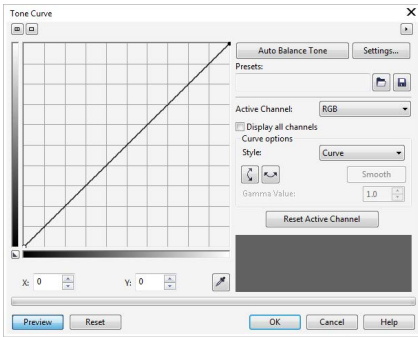 Tone Curve
Auto Balance Tone
Settings...
Presets:
Active Channel:
RGB
Display all channels
Curve options
Style:
Curve
Smooth
Gamma Value:
1.0
Reset Active Channel
X: 0
Y: 0
Preview
Reset
OK
Cancel
Help